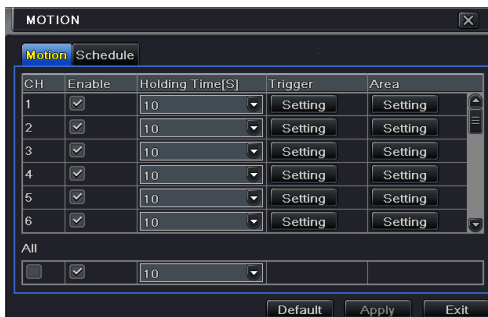 MOTION
Motion Schedule
CH Enable Holding Time[S] Trigger Area
1 10 Setting Setting
2 10 Setting Setting
3 10 Setting Setting
4 10 Setting Setting
5 10 Setting Setting
6 10 Setting Setting
All
10
Default Apply Exit